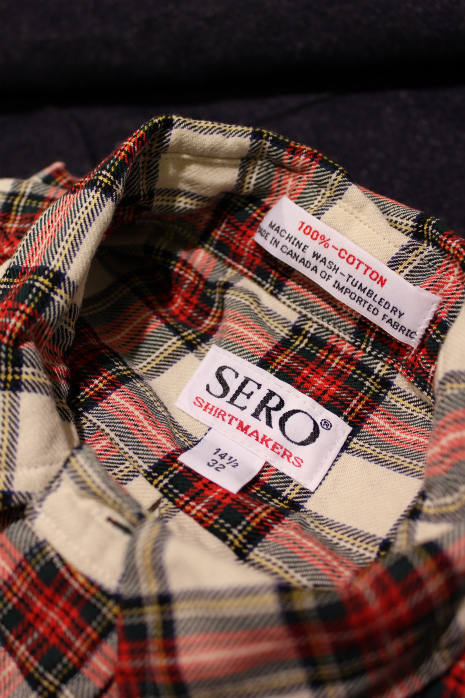 100%-COTTON
MACHINE WASH-TUMBLEDRY
MADE IN CANADA OF IMPORTED FABRIC
SERO®
SHIRTMAKERS
14½
32